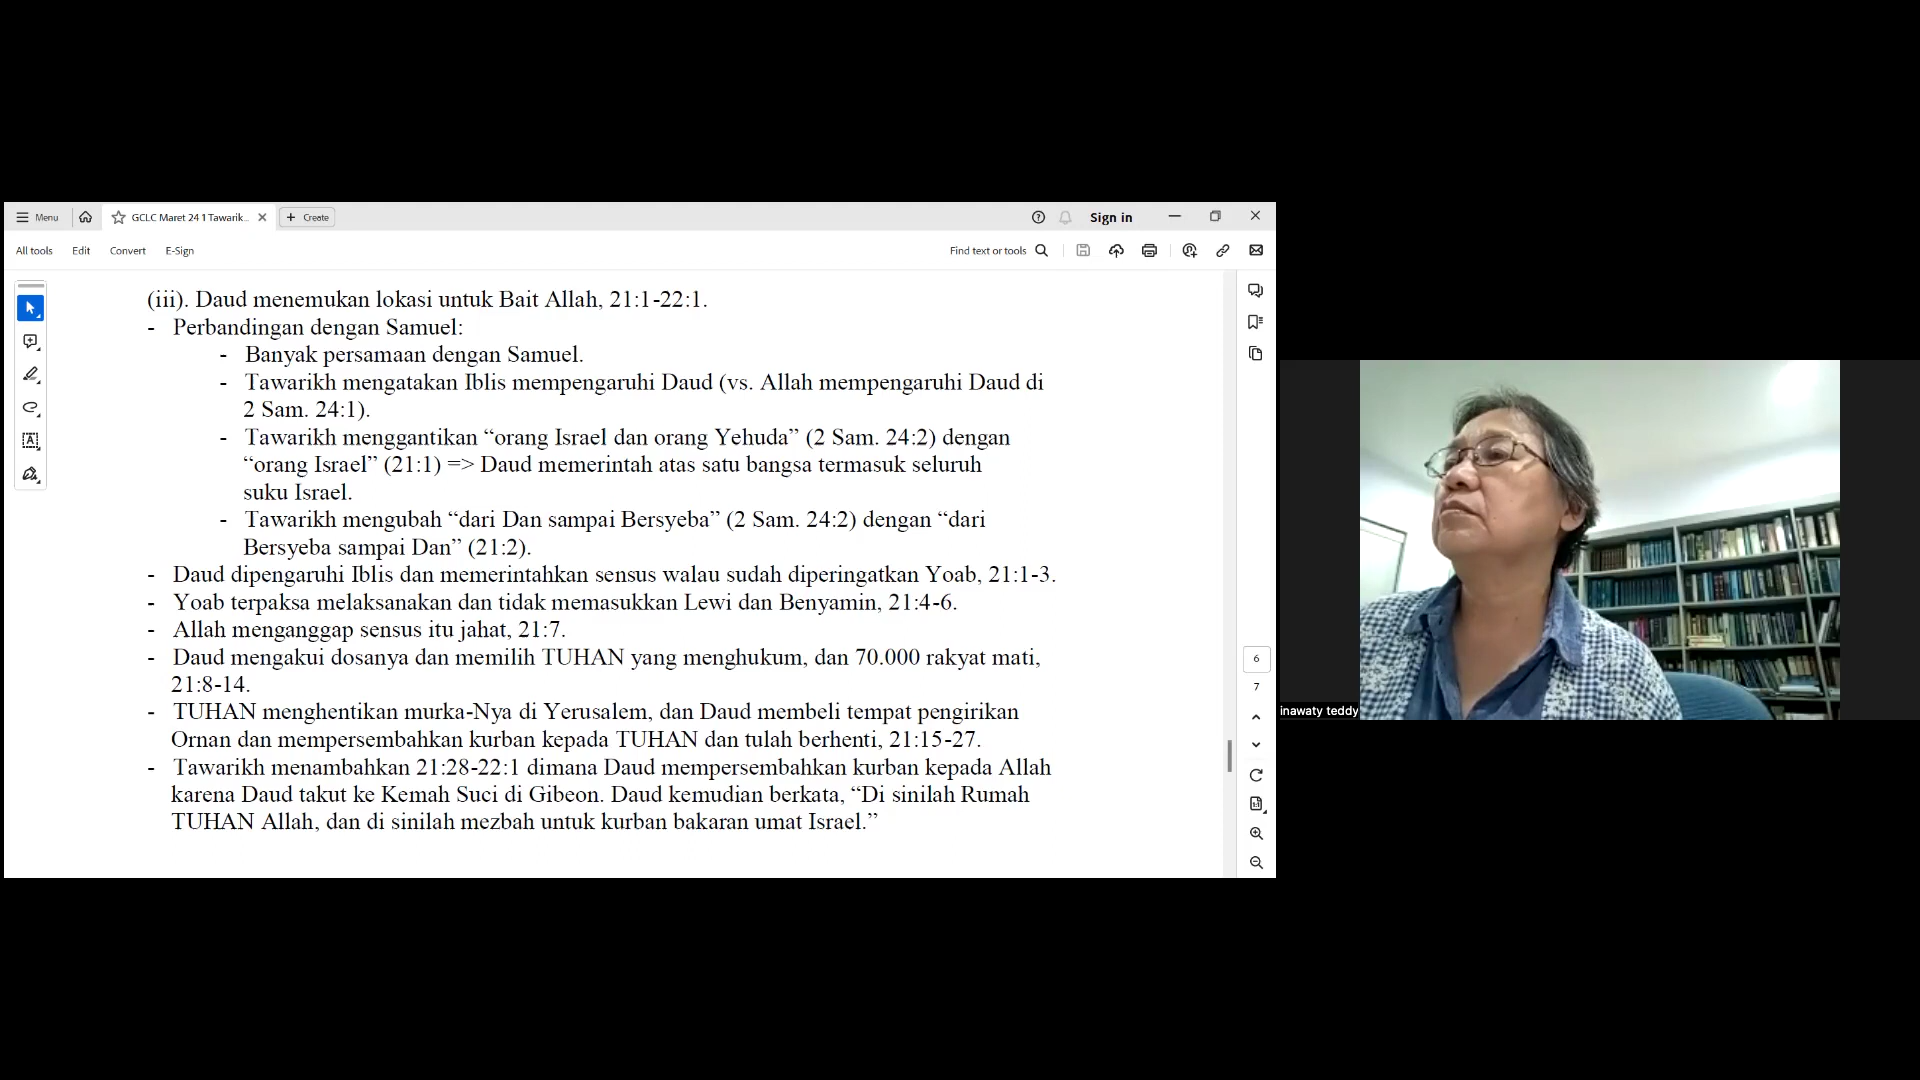 Menu
GCLC Maret 24 1 Tawarik...
Create
Sign in
All tools
Edit
Convert
E-Sign
Find text or tools
(iii). Daud menemukan lokasi untuk Bait Allah, 21:1-22:1.
- Perbandingan dengan Samuel:
- Banyak persamaan dengan Samuel.
- Tawarikh mengatakan Iblis mempengaruhi Daud (vs. Allah mempengaruhi Daud di
2 Sam. 24:1).
- Tawarikh menggantikan “orang Israel dan orang Yehuda” (2 Sam. 24:2) dengan
“orang Israel” (21:1) => Daud memerintah atas satu bangsa termasuk seluruh
suku Israel.
- Tawarikh mengubah “dari Dan sampai Bersyeba” (2 Sam. 24:2) dengan “dari
Bersyeba sampai Dan” (21:2).
- Daud dipengaruhi Iblis dan memerintahkan sensus walau sudah diperingatkan Yoab, 21:1-3.
- Yoab terpaksa melaksanakan dan tidak memasukkan Lewi dan Benyamin, 21:4-6.
- Allah menganggap sensus itu jahat, 21:7.
- Daud mengakui dosanya dan memilih TUHAN yang menghukum, dan 70.000 rakyat mati,
21:8-14.
- TUHAN menghentikan murka-Nya di Yerusalem, dan Daud membeli tempat pengirikan
Ornan dan mempersembahkan kurban kepada TUHAN dan tulah berhenti, 21:15-27.
- Tawarikh menambahkan 21:28-22:1 dimana Daud mempersembahkan kurban kepada Allah
karena Daud takut ke Kemah Suci di Gibeon. Daud kemudian berkata, “Di sinilah Rumah
TUHAN Allah, dan di sinilah mezbah untuk kurban bakaran umat Israel.”
6
7
inawaty teddy